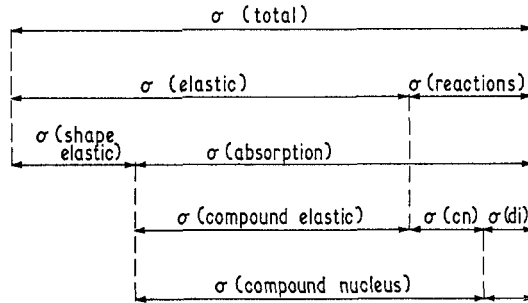 σ (total)
σ (elastic) σ (reactions)
σ (shape elastic) σ (absorption)
σ (compound elastic) σ (cn) σ (di)
σ (compound nucleus)